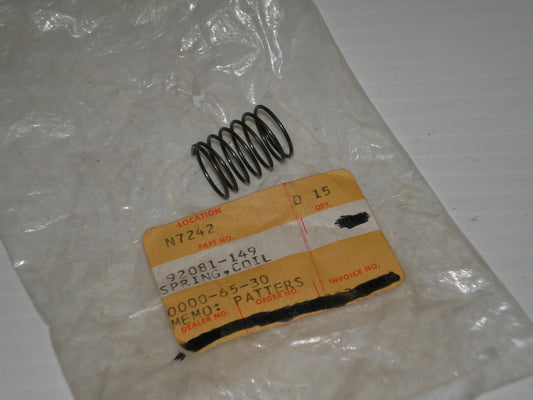 LOCATION
N7242 D 15
PART NO. QTY.
92081-149
SPRING,COIL
0000-65-30
MEMO: PATTERS
DEALER NO. ORDER NO. INVOICE NO.